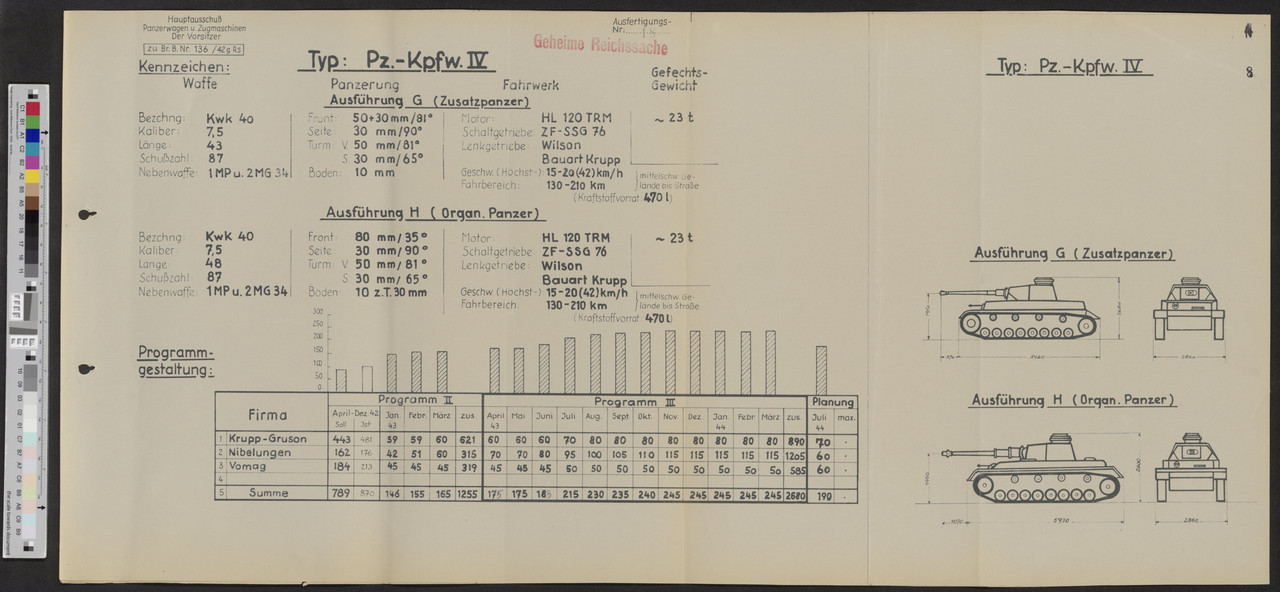 Hauptausschuß
Panzerwagen u Zugmaschinen
Der Vorsitzer
zu Br. B. Nr. 136 /42 g Rs
Ausfertigungs-
Nr.
Geheime Reichssache
8
Typ: Pz.-Kpfw. IV
Typ: Pz.-Kpfw. IV
Kennzeichen:
Waffe Panzerung Fahrwerk Gefechts-
Gewicht
Ausführung G (Zusatzpanzer)
Bezchng: Kwk 40 Front: 50+30 mm/81° Motor: HL 120 TRM ~ 23 t
Kaliber: 7,5 Seite 30 mm/90° Schaltgetriebe: ZF-SSG 76
Länge: 43 Turm V 50 mm/81° Lenkgetriebe: Wilson
Schußzahl: 87 S 30 mm/65° Bauart Krupp
Nebenwaffe: 1 MP u. 2 MG 34 Boden: 10 mm Geschw. (Höchst-): 15-20 (42) km/h mittelschw. Ge-
Fahrbereich: 130-210 km lände bis Straße
(Kraftstoffvorrat: 470 l)
Ausführung H (Organ. Panzer)
Bezchng: Kwk 40 Front: 80 mm/35° Motor: HL 120 TRM ~ 23 t
Kaliber: 7,5 Seite 30 mm/90° Schaltgetriebe: ZF-SSG 76
Länge 48 Turm V 50 mm/81° Lenkgetriebe: Wilson
Schußzahl: 87 S 30 mm/65° Bauart Krupp
Nebenwaffe: 1 MP u. 2 MG 34 Boden: 10 z.T. 30 mm Geschw. (Höchst-): 15-20 (42) km/h mittelschw. Ge-
Fahrbereich: 130-210 km lände bis Straße
(Kraftstoffvorrat: 470 l)
Programm-
gestaltung:
300
250
200
150
100
50
0
Firma Programm II Programm III Planung
April-Dez 42 Jan. Febr. März zus. April Mai Juni Juli Aug. Sept Okt. Nov. Dez Jan. Febr März zus. Juli max.
Soll Ist 43 43 44 44
1 Krupp-Gruson 443 481 59 59 60 621 60 60 60 70 80 80 80 80 80 80 80 80 890 70 .
2 Nibelungen 162 176 42 51 60 315 70 70 80 95 100 105 110 115 115 115 115 115 1205 60 .
3 Vomag 184 213 45 45 45 319 45 45 45 50 50 50 50 50 50 50 50 50 585 60 .
4
5 Summe 789 870 146 155 165 1255 175 175 185 215 230 235 240 245 245 245 245 245 2680 190 .
Ausführung G (Zusatzpanzer)
Ausführung H (Organ. Panzer)
5920
2860